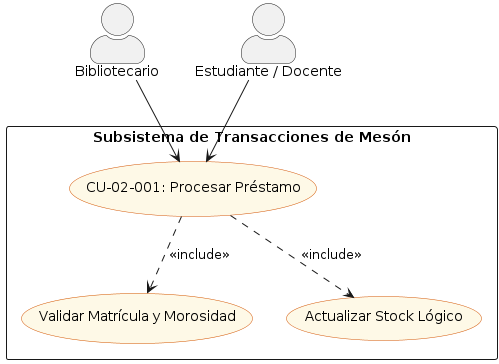 Bibliotecario
Estudiante / Docente
Subsistema de Transacciones de Mesón
CU-02-001: Procesar Préstamo
«include»
«include»
Validar Matrícula y Morosidad
Actualizar Stock Lógico